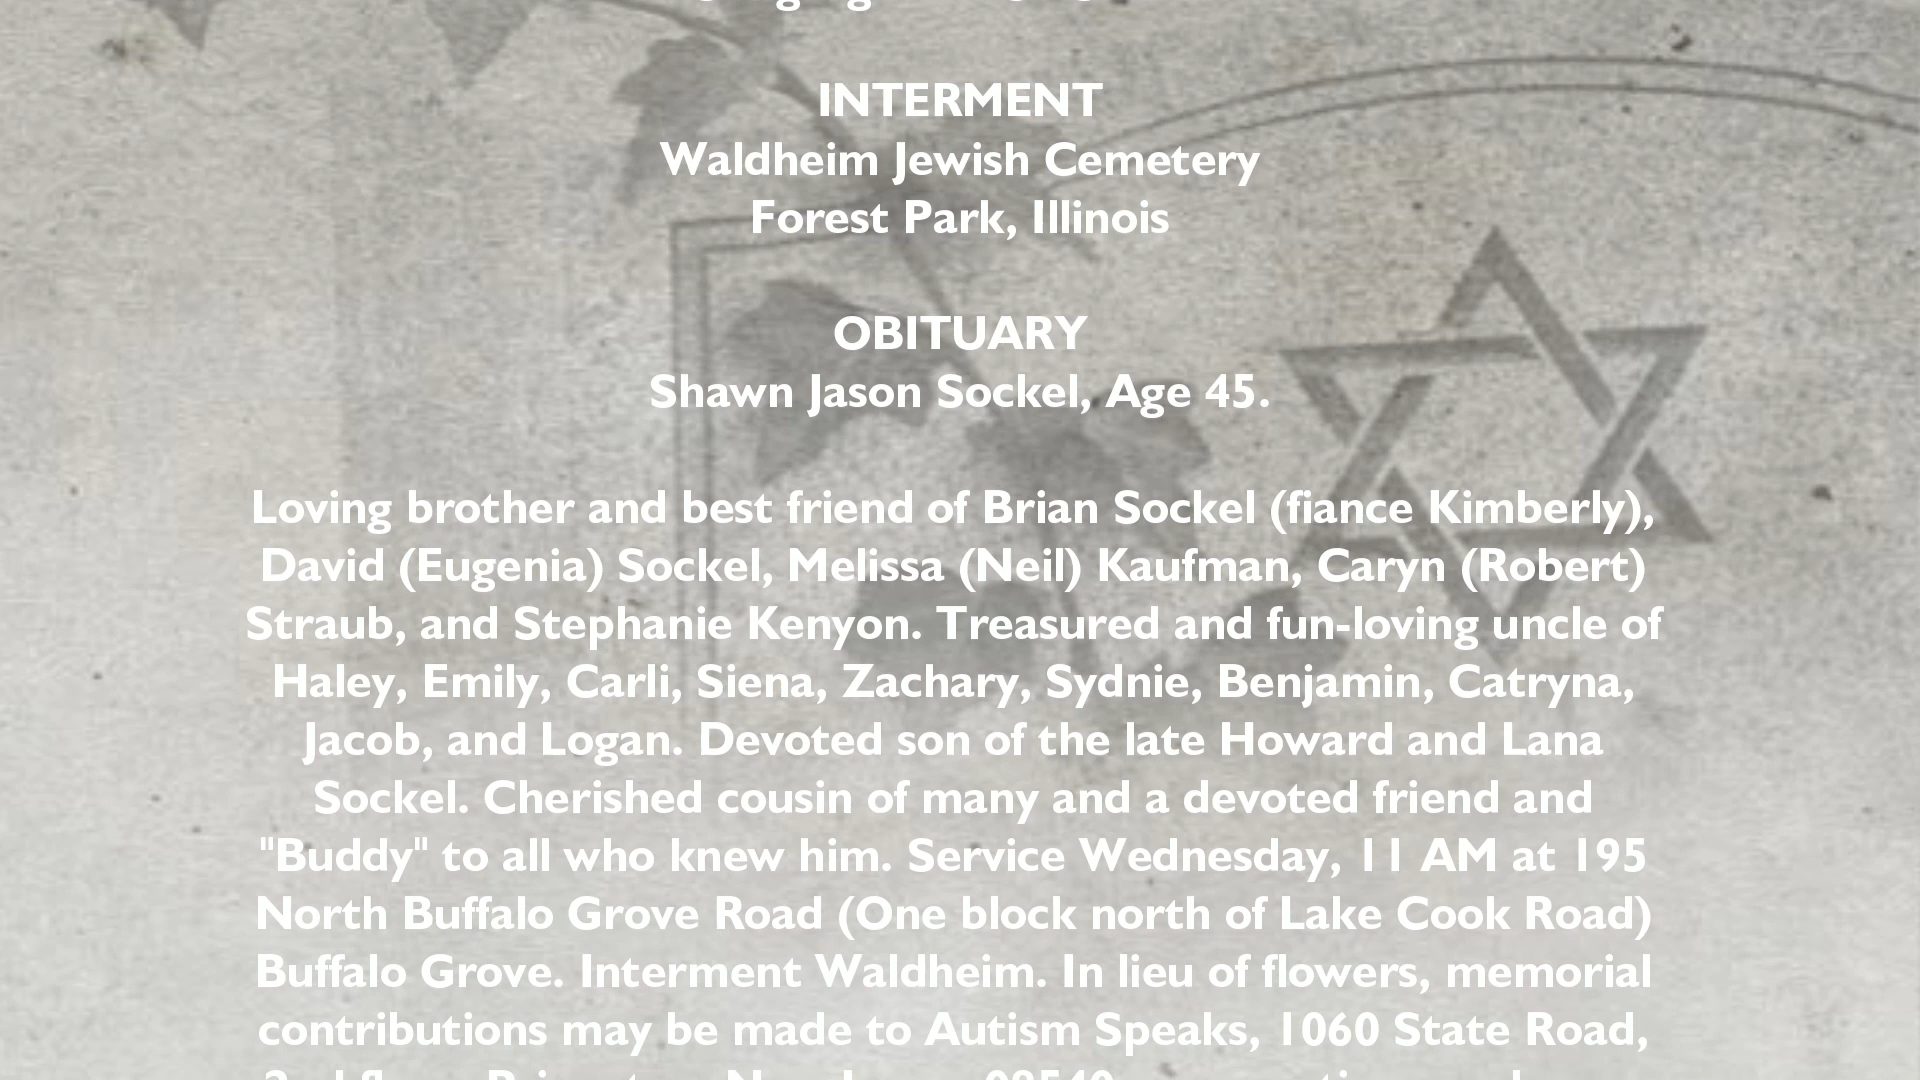 INTERMENT
Waldheim Jewish Cemetery
Forest Park, Illinois
OBITUARY
Shawn Jason Sockel, Age 45.
Loving brother and best friend of Brian Sockel (fiance Kimberly),
David (Eugenia) Sockel, Melissa (Neil) Kaufman, Caryn (Robert)
Straub, and Stephanie Kenyon. Treasured and fun-loving uncle of
Haley, Emily, Carli, Siena, Zachary, Sydnie, Benjamin, Catryna,
Jacob, and Logan. Devoted son of the late Howard and Lana
Sockel. Cherished cousin of many and a devoted friend and
"Buddy" to all who knew him. Service Wednesday, 11 AM at 195
North Buffalo Grove Road (One block north of Lake Cook Road)
Buffalo Grove. Interment Waldheim. In lieu of flowers, memorial
contributions may be made to Autism Speaks, 1060 State Road,